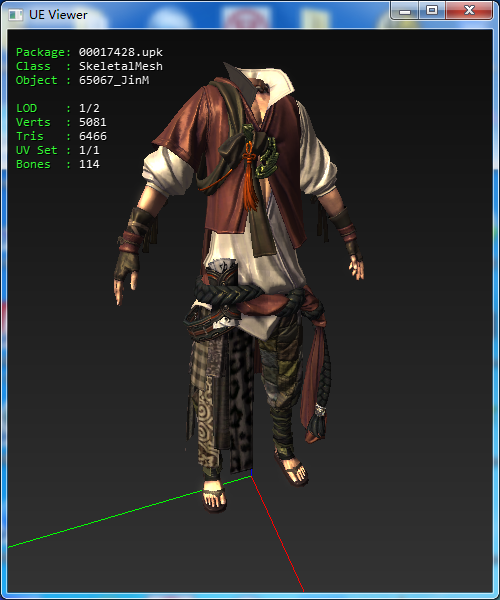 UE Viewer
Package: 00017428.upk
Class : SkeletalMesh
Object : 65067_JinM
LOD : 1/2
Verts : 5081
Tris : 6466
UV Set : 1/1
Bones : 114